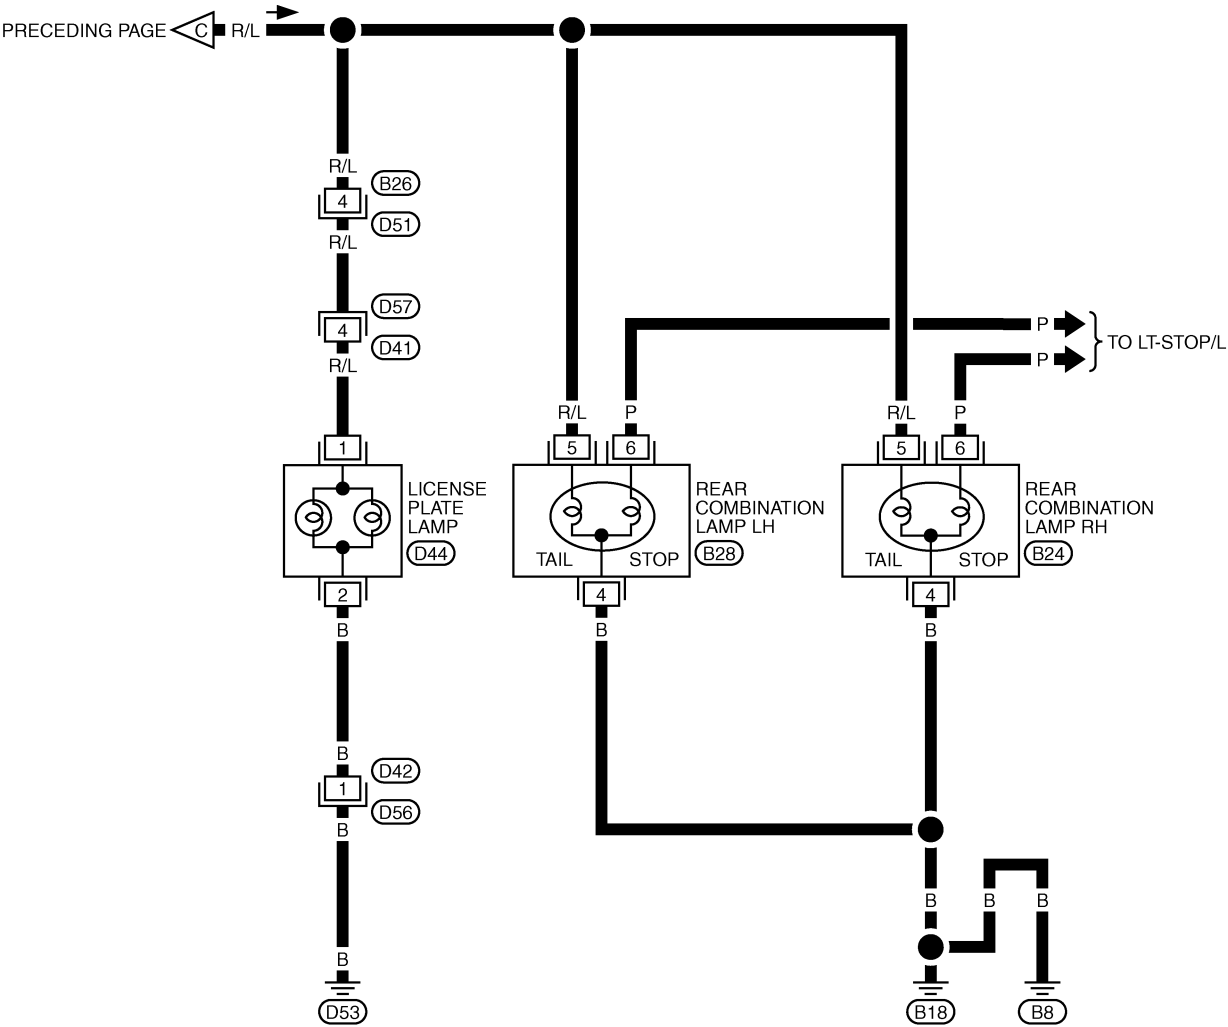 PRECEDING PAGE C R/L
R/L
4
B26
D51
R/L
D57
4
D41
R/L
1
LICENSE
PLATE
LAMP
D44
2
B
B
D42
1
D56
B
B
D53
R/L P
5 6
REAR
COMBINATION
LAMP LH
B28
TAIL STOP
4
B
P
P
TO LT-STOP/L
R/L P
5 6
REAR
COMBINATION
LAMP RH
B24
TAIL STOP
4
B
B B B
B18 B8